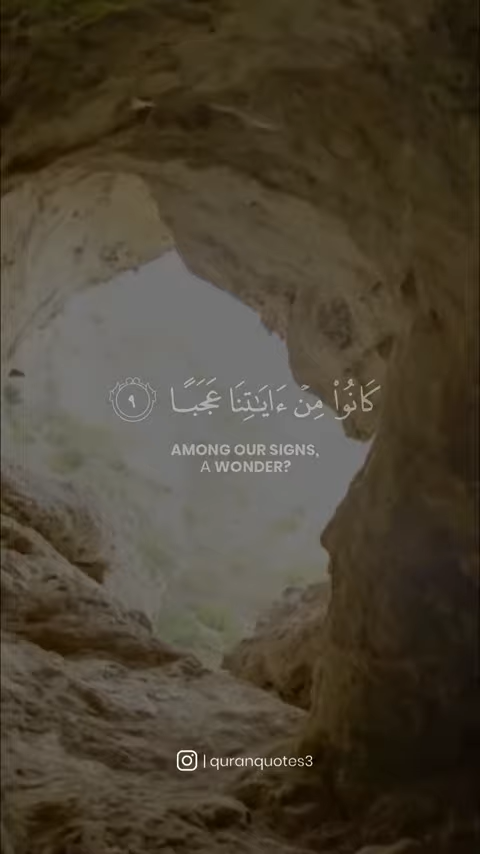 كَانُوا۟ مِنْ ءَايَـٰتِنَا عَجَبًا ٩
AMONG OUR SIGNS,
A WONDER?
| quranquotes3